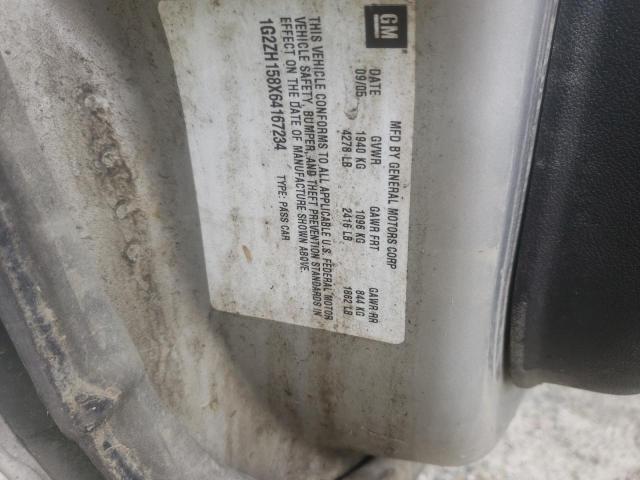 GM
MFD BY GENERAL MOTORS CORP
DATE GVWR GAWR FRT GAWR RR
09/05 1940 KG 1096 KG 844 KG
4278 LB 2416 LB 1862 LB
THIS VEHICLE CONFORMS TO ALL APPLICABLE U.S. FEDERAL MOTOR
VEHICLE SAFETY, BUMPER, AND THEFT PREVENTION STANDARDS IN
EFFECT ON THE DATE OF MANUFACTURE SHOWN ABOVE.
1G2ZH158X64167234 TYPE: PASS CAR